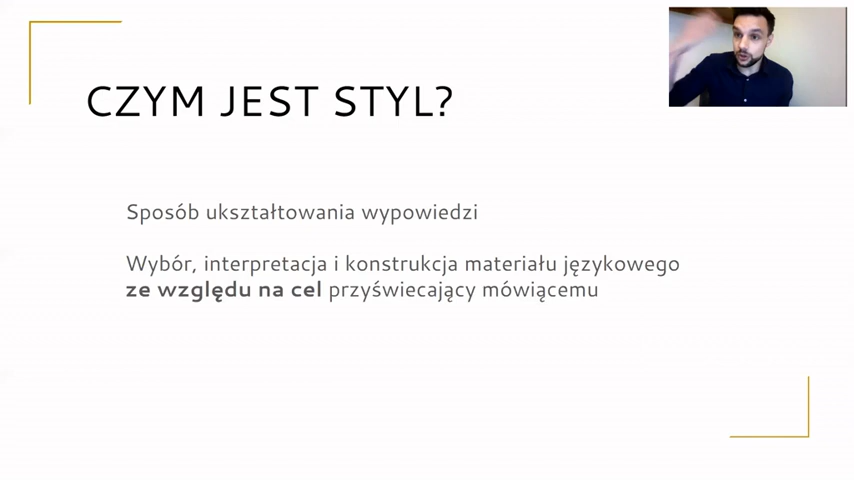 CZYM JEST STYL?
Sposób ukształtowania wypowiedzi
Wybór, interpretacja i konstrukcja materiału językowego
ze względu na cel przyświecający mówiącemu